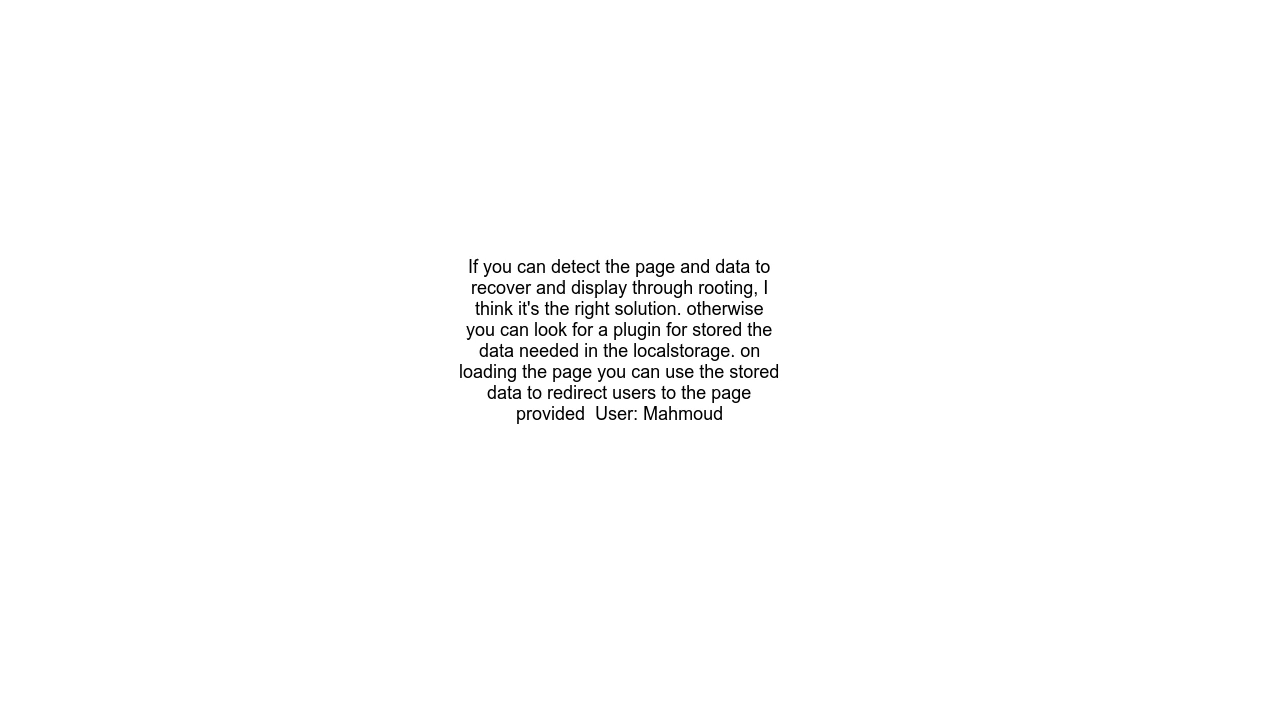 If you can detect the page and data to
recover and display through rooting, I
think it's the right solution. otherwise
you can look for a plugin for stored the
data needed in the localstorage. on
loading the page you can use the stored
data to redirect users to the page
provided  User: Mahmoud